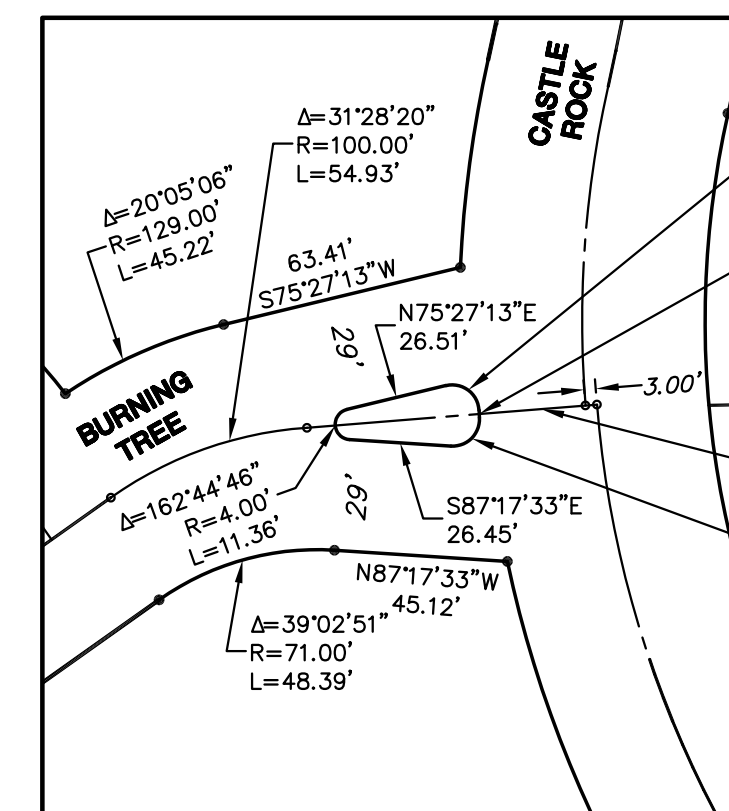 CASTLE
ROCK
Δ=31°28'20"
R=100.00'
L=54.93'
Δ=20°05'06"
R=129.00'
L=45.22'
63.41'
S75°27'13"W
N75°27'13"E
26.51'
29'
3.00'
BURNING
TREE
Δ=162°44'46"
R=4.00'
L=11.36'
29'
S87°17'33"E
26.45'
N87°17'33"W
45.12'
Δ=39°02'51"
R=71.00'
L=48.39'